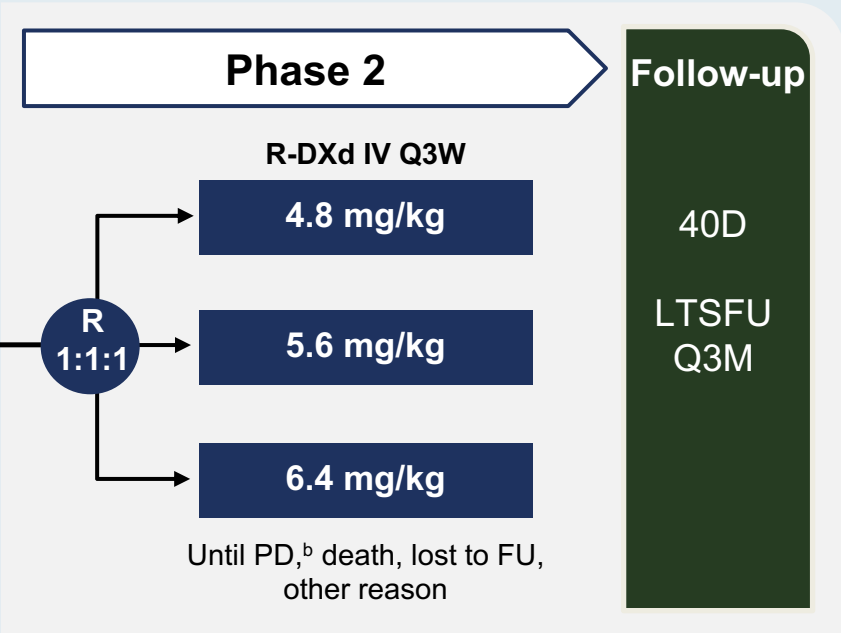 Phase 2
Follow-up
R-DXd IV Q3W
4.8 mg/kg
40D
R
1:1:1
5.6 mg/kg
LTSFU
Q3M
6.4 mg/kg
Until PD,ᵇ death, lost to FU,
other reason